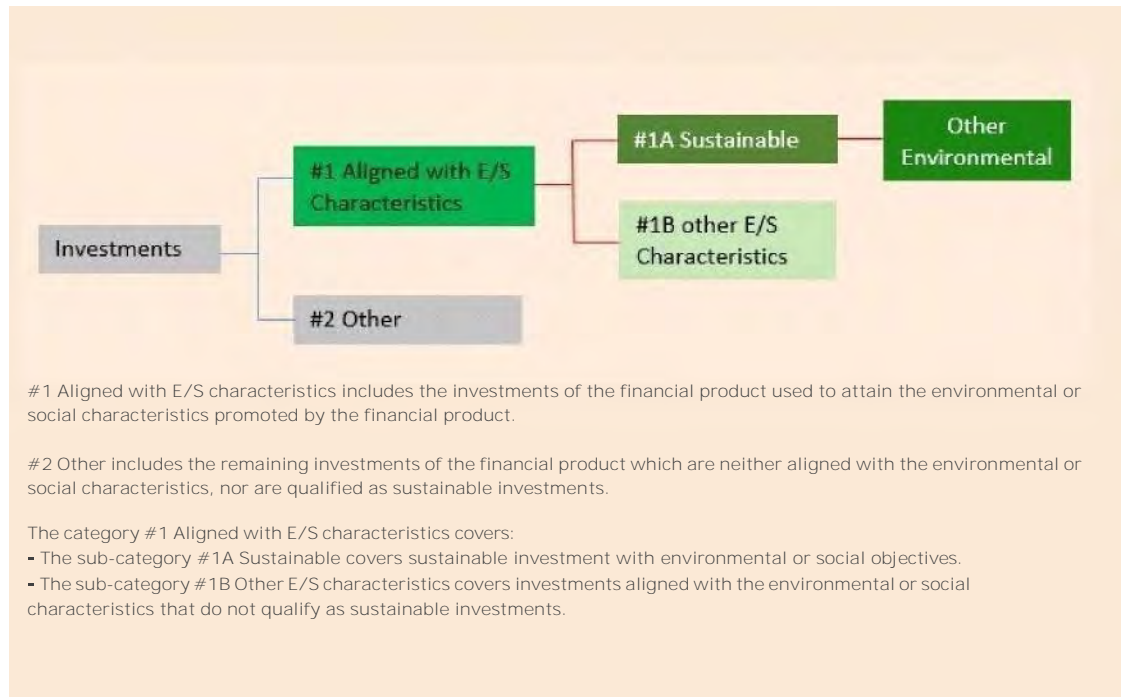 Other
Environmental
#1A Sustainable
#1 Aligned with E/S
Characteristics
#1B other E/S
Characteristics
Investments
#2 Other
#1 Aligned with E/S characteristics includes the investments of the financial product used to attain the environmental or
social characteristics promoted by the financial product.
#2 Other includes the remaining investments of the financial product which are neither aligned with the environmental or
social characteristics, nor are qualified as sustainable investments.
The category #1 Aligned with E/S characteristics covers:
- The sub-category #1A Sustainable covers sustainable investment with environmental or social objectives.
- The sub-category #1B Other E/S characteristics covers investments aligned with the environmental or social
characteristics that do not qualify as sustainable investments.